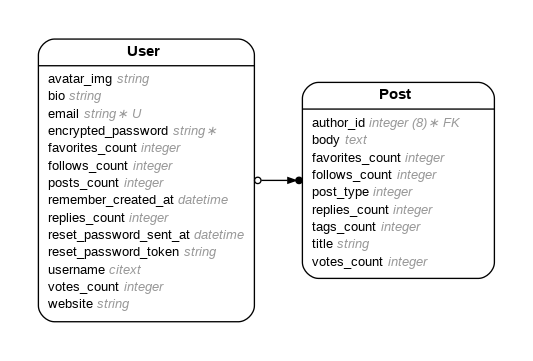 User
avatar_img string
bio string
email string∗ U
encrypted_password string∗
favorites_count integer
follows_count integer
posts_count integer
remember_created_at datetime
replies_count integer
reset_password_sent_at datetime
reset_password_token string
username citext
votes_count integer
website string
Post
author_id integer (8)∗ FK
body text
favorites_count integer
follows_count integer
post_type integer
replies_count integer
tags_count integer
title string
votes_count integer